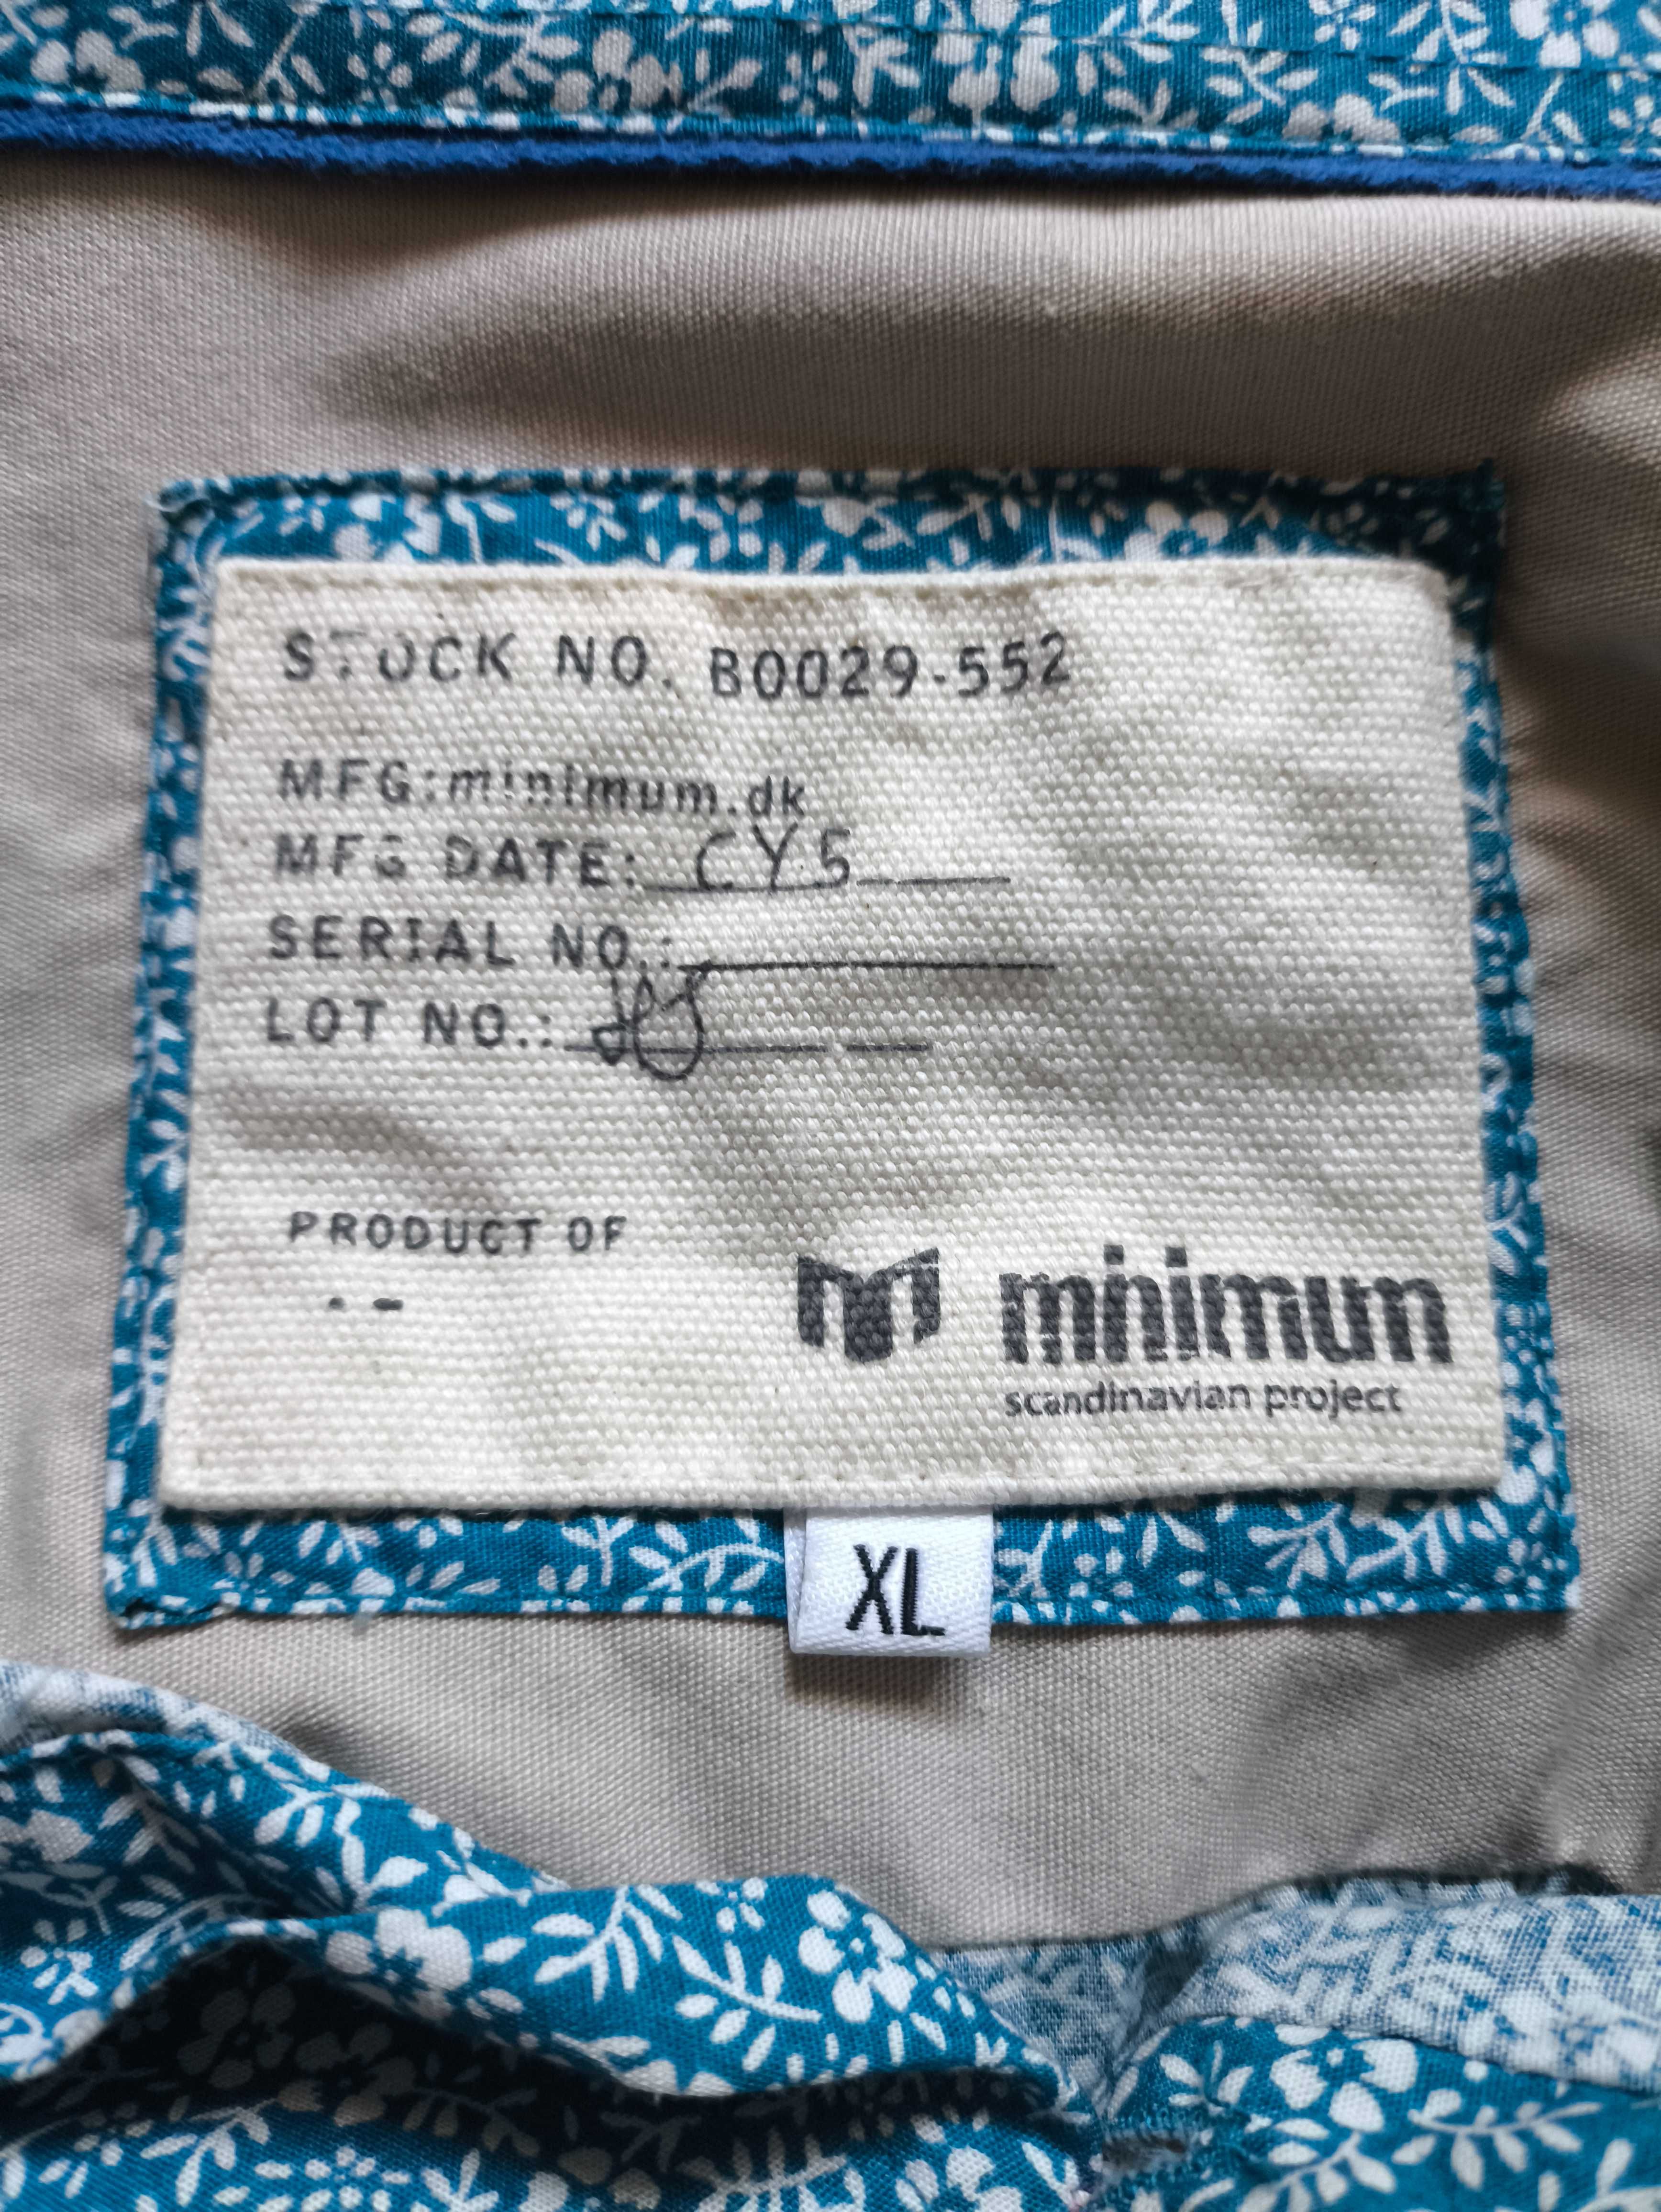 STOCK NO. B0029-552
MFG:minimum.dk
MFG DATE: CY5
SERIAL NO.:
LOT NO.:
PRODUCT OF
minimum
scandinavian project
XL